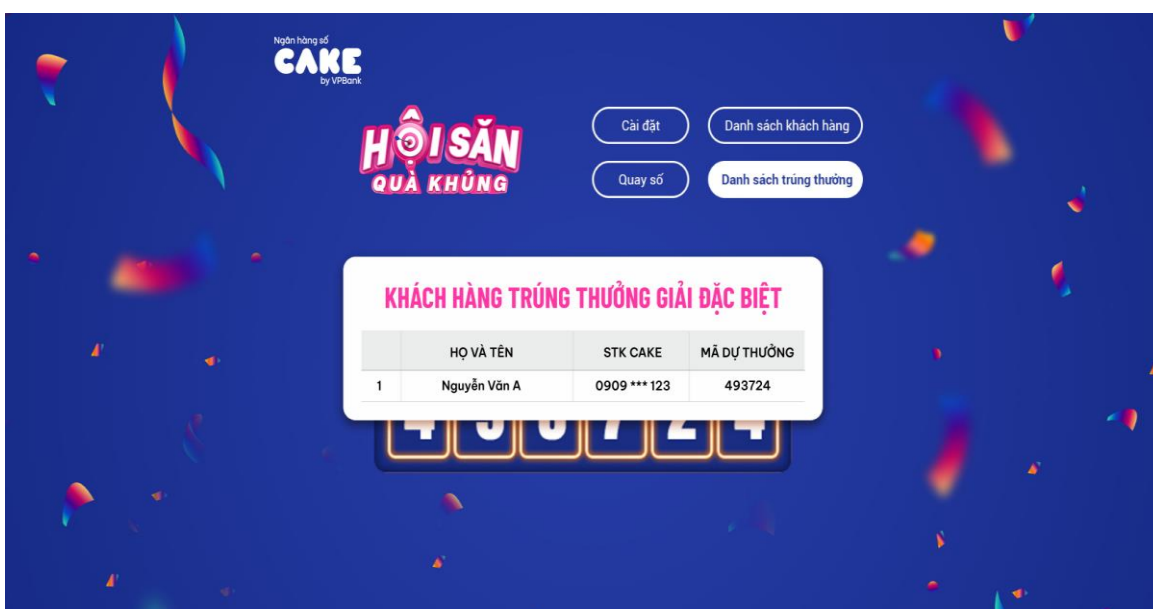 Ngân hàng số
CAKE
by VPBank
HỘI SĂN
QUÀ KHỦNG
Cài đặt
Danh sách khách hàng
Quay số
Danh sách trúng thưởng
KHÁCH HÀNG TRÚNG THƯỞNG GIẢI ĐẶC BIỆT
HỌ VÀ TÊN STK CAKE MÃ DỰ THƯỞNG
1 Nguyễn Văn A 0909 *** 123 493724